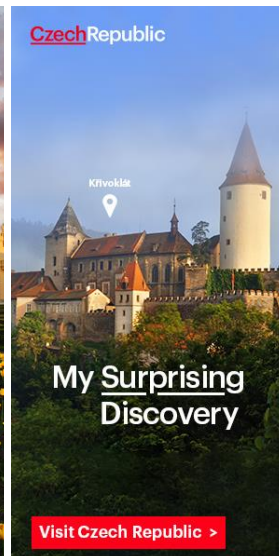 CzechRepublic
Křivoklát
My Surprising
Discovery
Visit Czech Republic >